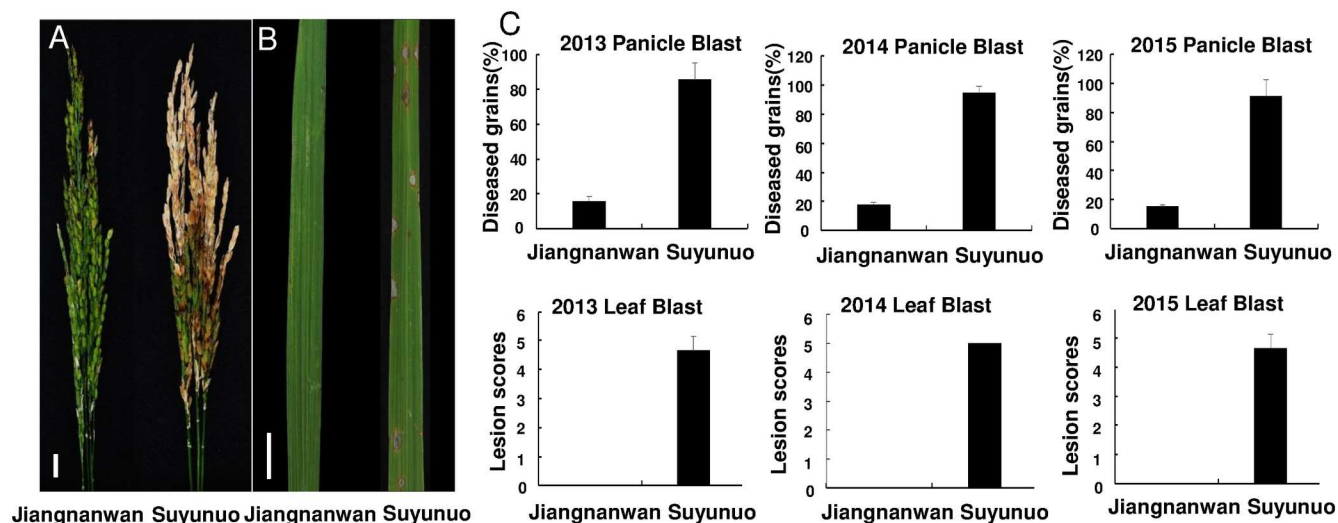 A
B
C
Jiangnanwan Suyunuo
Jiangnanwan Suyunuo
2013 Panicle Blast
Diseased grains(%)
100
80
60
40
20
0
Jiangnanwan Suyunuo
2014 Panicle Blast
Diseased grains(%)
120
100
80
60
40
20
0
Jiangnanwan Suyunuo
2015 Panicle Blast
Diseased grains(%)
120
100
80
60
40
20
0
Jiangnanwan Suyunuo
2013 Leaf Blast
Lesion scores
6
5
4
3
2
1
0
Jiangnanwan Suyunuo
2014 Leaf Blast
Lesion scores
6
5
4
3
2
1
0
Jiangnanwan Suyunuo
2015 Leaf Blast
Lesion scores
6
5
4
3
2
1
0
Jiangnanwan Suyunuo